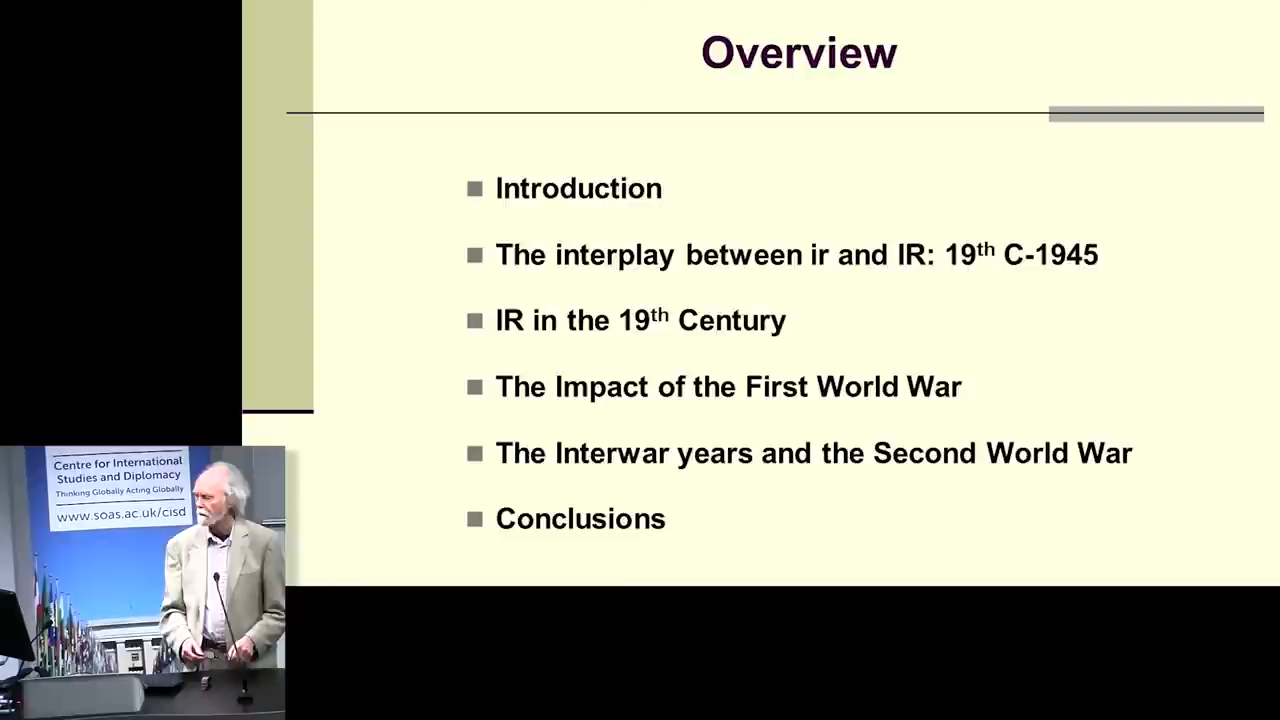 Overview
Introduction
The interplay between ir and IR: 19th C-1945
IR in the 19th Century
The Impact of the First World War
The Interwar years and the Second World War
Conclusions
Centre for International
Studies and Diplomacy
Thinking Globally Acting Globally
www.soas.ac.uk/cisd